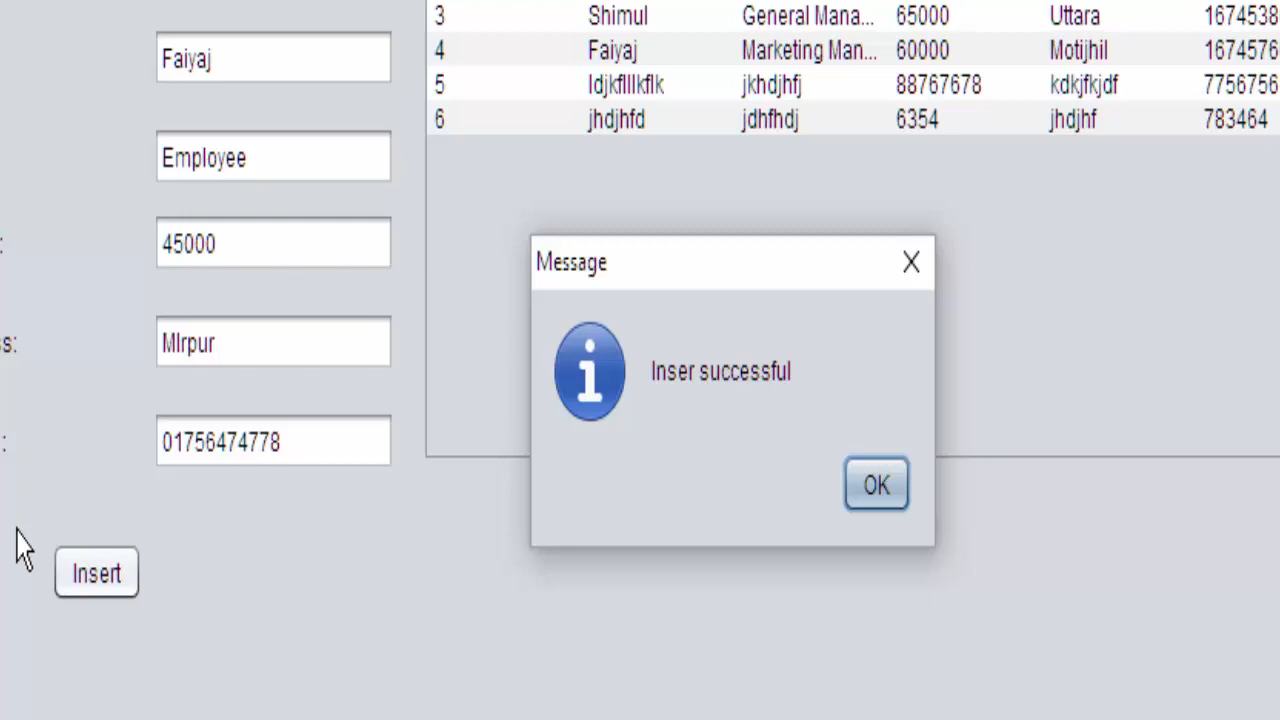 3 Shimul General Mana... 65000 Uttara 1674538
Faiyaj
4 Faiyaj Marketing Man... 60000 Motijhil 1674576
5 ldjkflllkflk jkhdjhfj 88767678 kdkjfkjdf 7756756
6 jhdjhfd jdhfhdj 6354 jhdjhf 783464
Employee
: 45000
Message X
ss: MIrpur
Inser successful
: 01756474778
OK
Insert